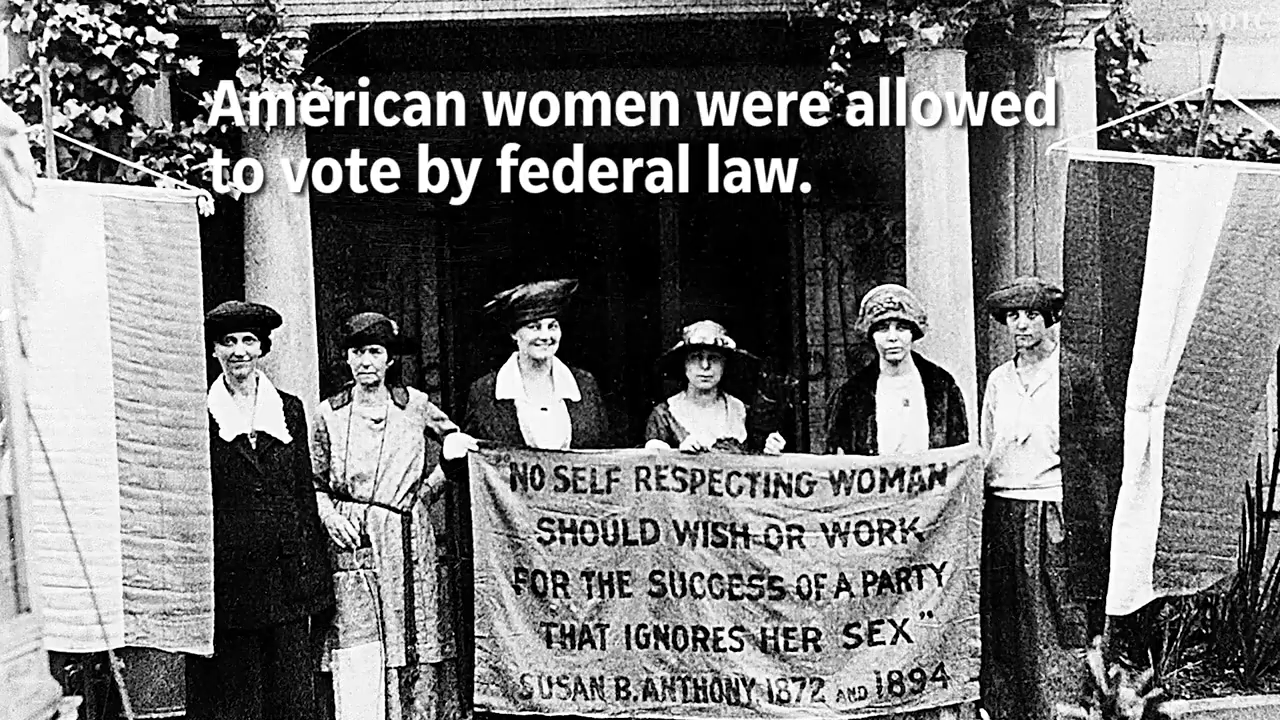 American women were allowed
to vote by federal law.
"NO SELF RESPECTING WOMAN
SHOULD WISH OR WORK
FOR THE SUCCESS OF A PARTY
THAT IGNORES HER SEX"
SUSAN B. ANTHONY, 1872 AND 1894